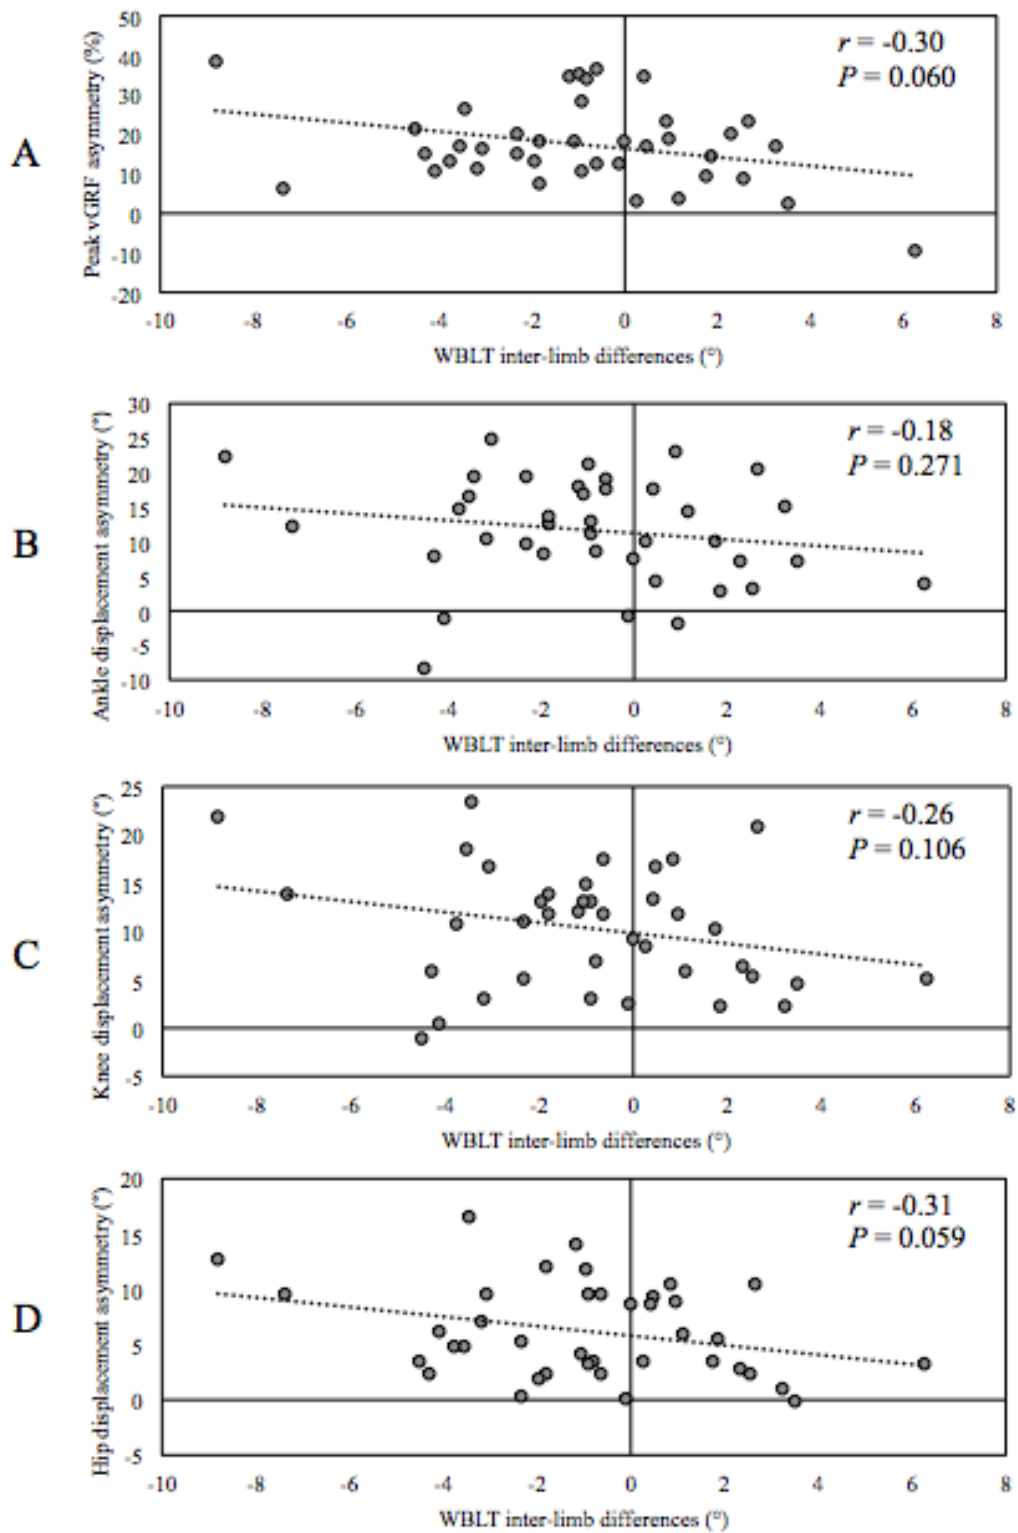 A
Peak vGRF asymmetry (%)
50
40
30
20
10
0
-10
-20
r = -0.30
P = 0.060
-10 -8 -6 -4 -2 0 2 4 6 8
WBLT inter-limb differences (°)
B
Ankle displacement asymmetry (°)
30
25
20
15
10
5
0
-5
-10
r = -0.18
P = 0.271
-10 -8 -6 -4 -2 0 2 4 6 8
WBLT inter-limb differences (°)
C
Knee displacement asymmetry (°)
25
20
15
10
5
0
-5
r = -0.26
P = 0.106
-10 -8 -6 -4 -2 0 2 4 6 8
WBLT inter-limb differences (°)
D
Hip displacement asymmetry (°)
20
15
10
5
0
-5
r = -0.31
P = 0.059
-10 -8 -6 -4 -2 0 2 4 6 8
WBLT inter-limb differences (°)